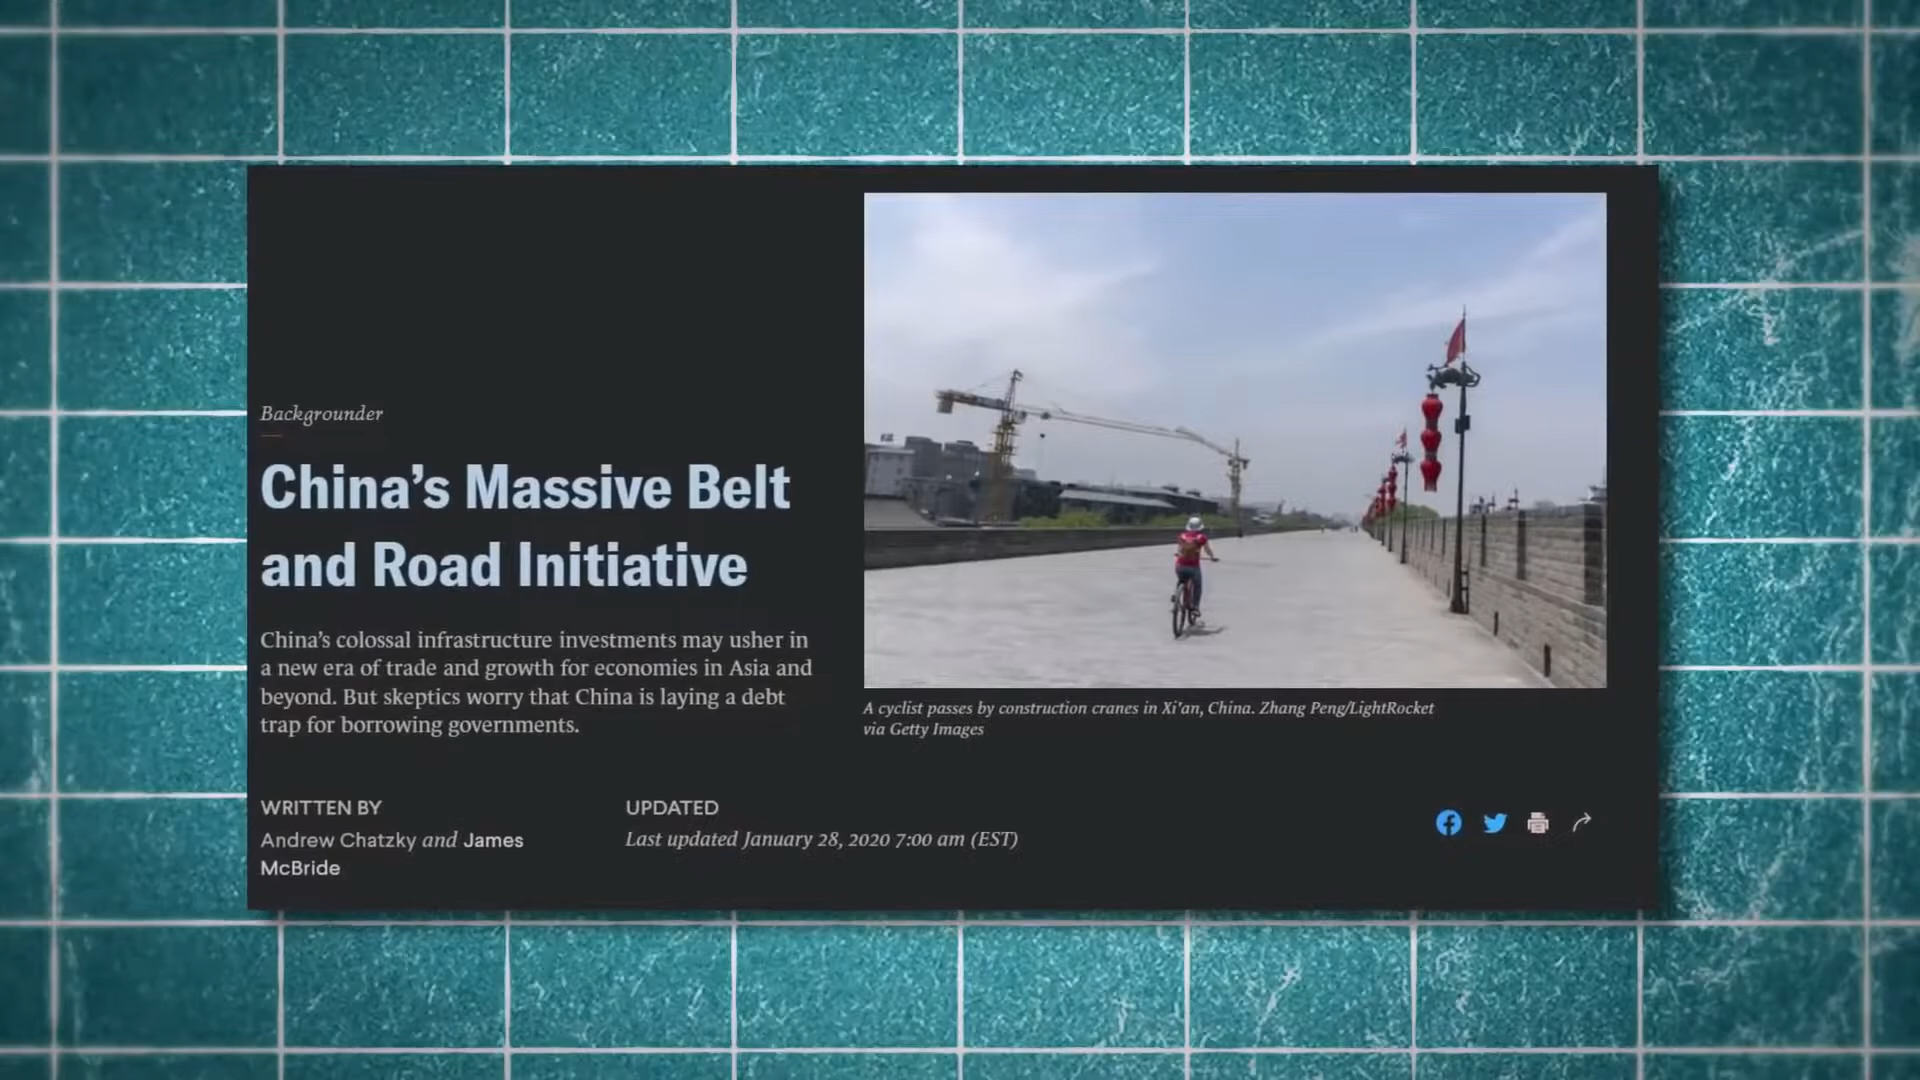 Backgrounder
China’s Massive Belt
and Road Initiative
China’s colossal infrastructure investments may usher in
a new era of trade and growth for economies in Asia and
beyond. But skeptics worry that China is laying a debt
trap for borrowing governments.
A cyclist passes by construction cranes in Xi’an, China. Zhang Peng/LightRocket
via Getty Images
WRITTEN BY
Andrew Chatzky and James
McBride
UPDATED
Last updated January 28, 2020 7:00 am (EST)